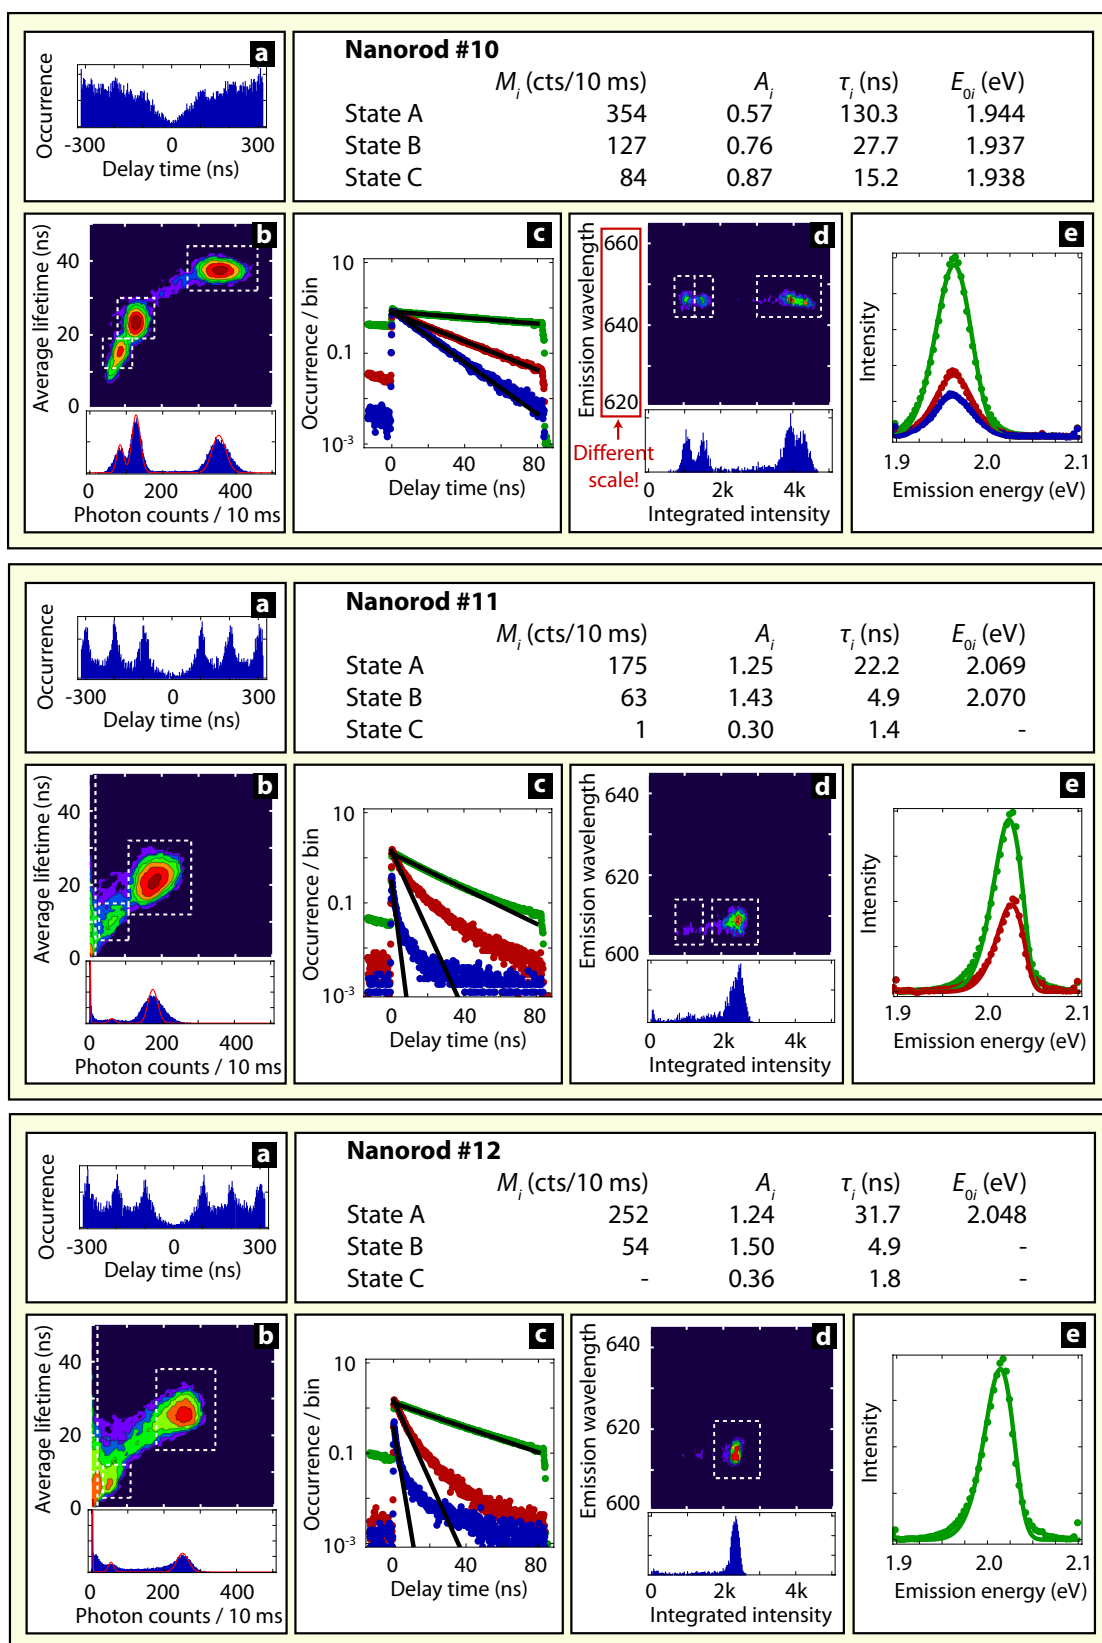 a
Occurrence
-300 0 300
Delay time (ns)
Nanorod #10
Mi (cts/10 ms) Ai τi (ns) E0i (eV)
State A 354 0.57 130.3 1.944
State B 127 0.76 27.7 1.937
State C 84 0.87 15.2 1.938
b
Average lifetime (ns)
40
20
0
0 200 400
Photon counts / 10 ms
c
Occurrence / bin
10
0.1
10-3
0 40 80
Delay time (ns)
d
Emission wavelength
660
640
620
Different
scale!
0 2k 4k
Integrated intensity
e
Intensity
1.9 2.0 2.1
Emission energy (eV)
a
Occurrence
-300 0 300
Delay time (ns)
Nanorod #11
Mi (cts/10 ms) Ai τi (ns) E0i (eV)
State A 175 1.25 22.2 2.069
State B 63 1.43 4.9 2.070
State C 1 0.30 1.4 -
b
Average lifetime (ns)
40
20
0
0 200 400
Photon counts / 10 ms
c
Occurrence / bin
10
0.1
10-3
0 40 80
Delay time (ns)
d
Emission wavelength
640
620
600
0 2k 4k
Integrated intensity
e
Intensity
1.9 2.0 2.1
Emission energy (eV)
a
Occurrence
-300 0 300
Delay time (ns)
Nanorod #12
Mi (cts/10 ms) Ai τi (ns) E0i (eV)
State A 252 1.24 31.7 2.048
State B 54 1.50 4.9 -
State C - 0.36 1.8 -
b
Average lifetime (ns)
40
20
0
0 200 400
Photon counts / 10 ms
c
Occurrence / bin
10
0.1
10-3
0 40 80
Delay time (ns)
d
Emission wavelength
640
620
600
0 2k 4k
Integrated intensity
e
Intensity
1.9 2.0 2.1
Emission energy (eV)